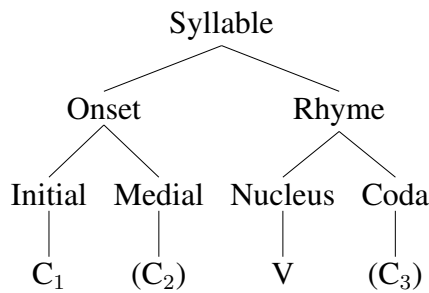 Syllable
Onset Rhyme
Initial Medial Nucleus Coda
C₁ (C₂) V (C₃)